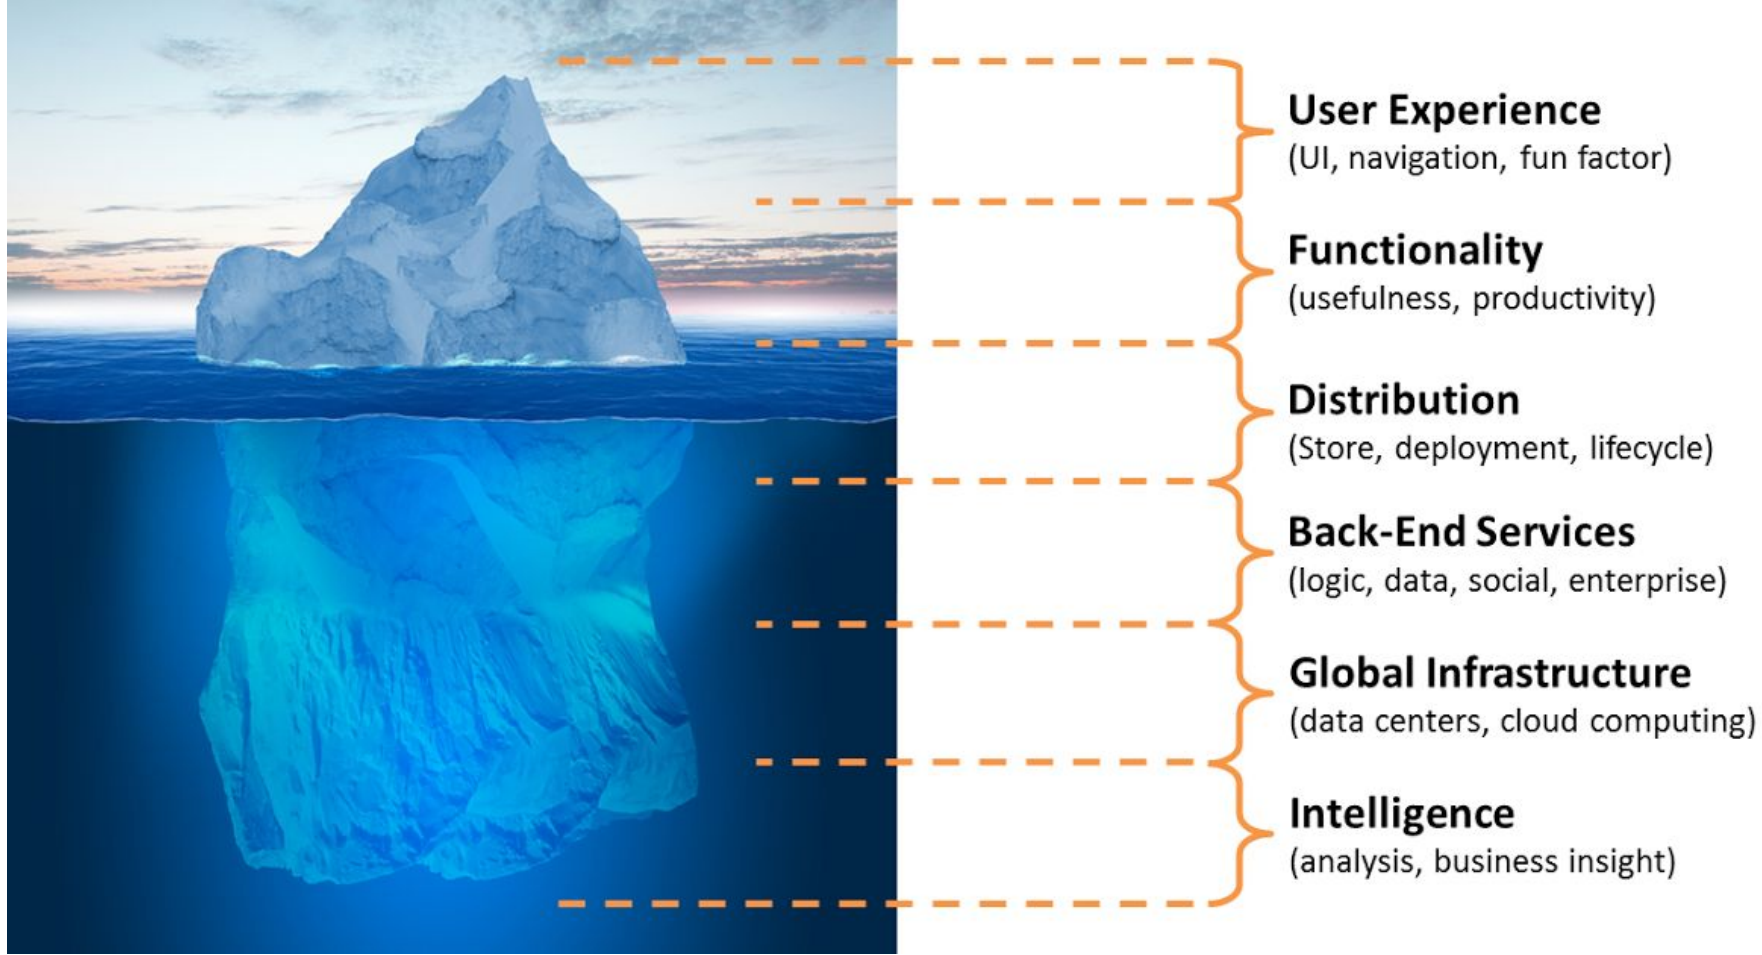 User Experience
(UI, navigation, fun factor)
Functionality
(usefulness, productivity)
Distribution
(Store, deployment, lifecycle)
Back-End Services
(logic, data, social, enterprise)
Global Infrastructure
(data centers, cloud computing)
Intelligence
(analysis, business insight)